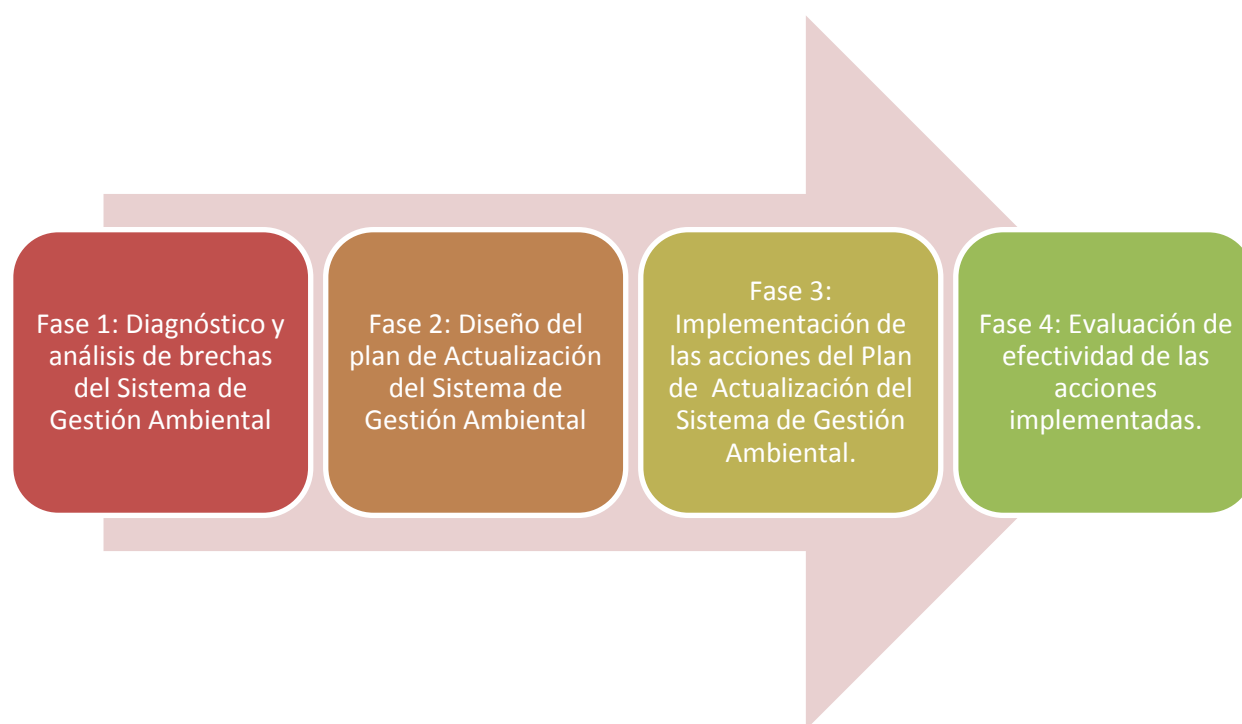 Fase 1: Diagnóstico y
análisis de brechas
del Sistema de
Gestión Ambiental
Fase 2: Diseño del
plan de Actualización
del Sistema de
Gestión Ambiental
Fase 3:
Implementación de
las acciones del Plan
de  Actualización del
Sistema de Gestión
Ambiental.
Fase 4: Evaluación de
efectividad de las
acciones
implementadas.